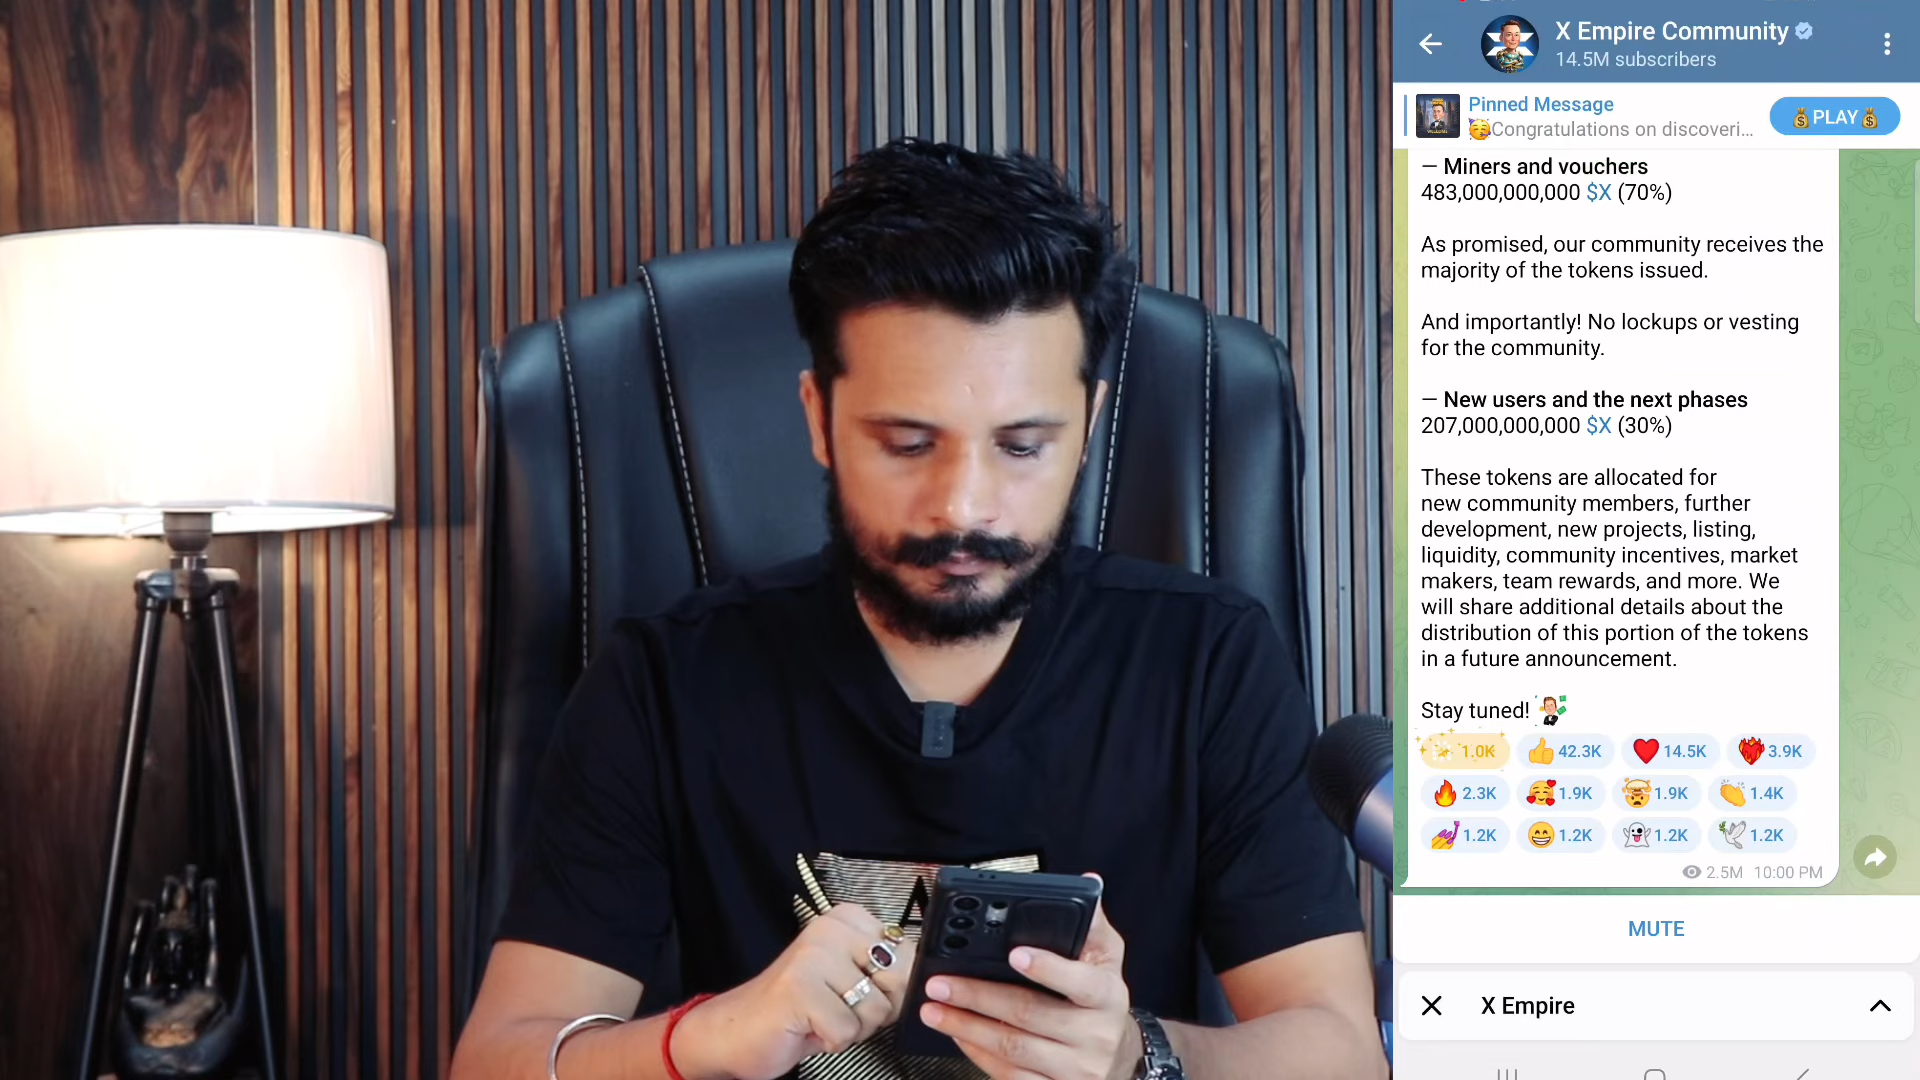 X Empire Community
14.5M subscribers
Pinned Message
Congratulations on discoveri...
PLAY
— Miners and vouchers
483,000,000,000 $X (70%)
As promised, our community receives the
majority of the tokens issued.
And importantly! No lockups or vesting
for the community.
— New users and the next phases
207,000,000,000 $X (30%)
These tokens are allocated for
new community members, further
development, new projects, listing,
liquidity, community incentives, market
makers, team rewards, and more. We
will share additional details about the
distribution of this portion of the tokens
in a future announcement.
Stay tuned!
1.0K 42.3K 14.5K 3.9K
2.3K 1.9K 1.9K 1.4K
1.2K 1.2K 1.2K 1.2K
2.5M 10:00 PM
MUTE
X Empire